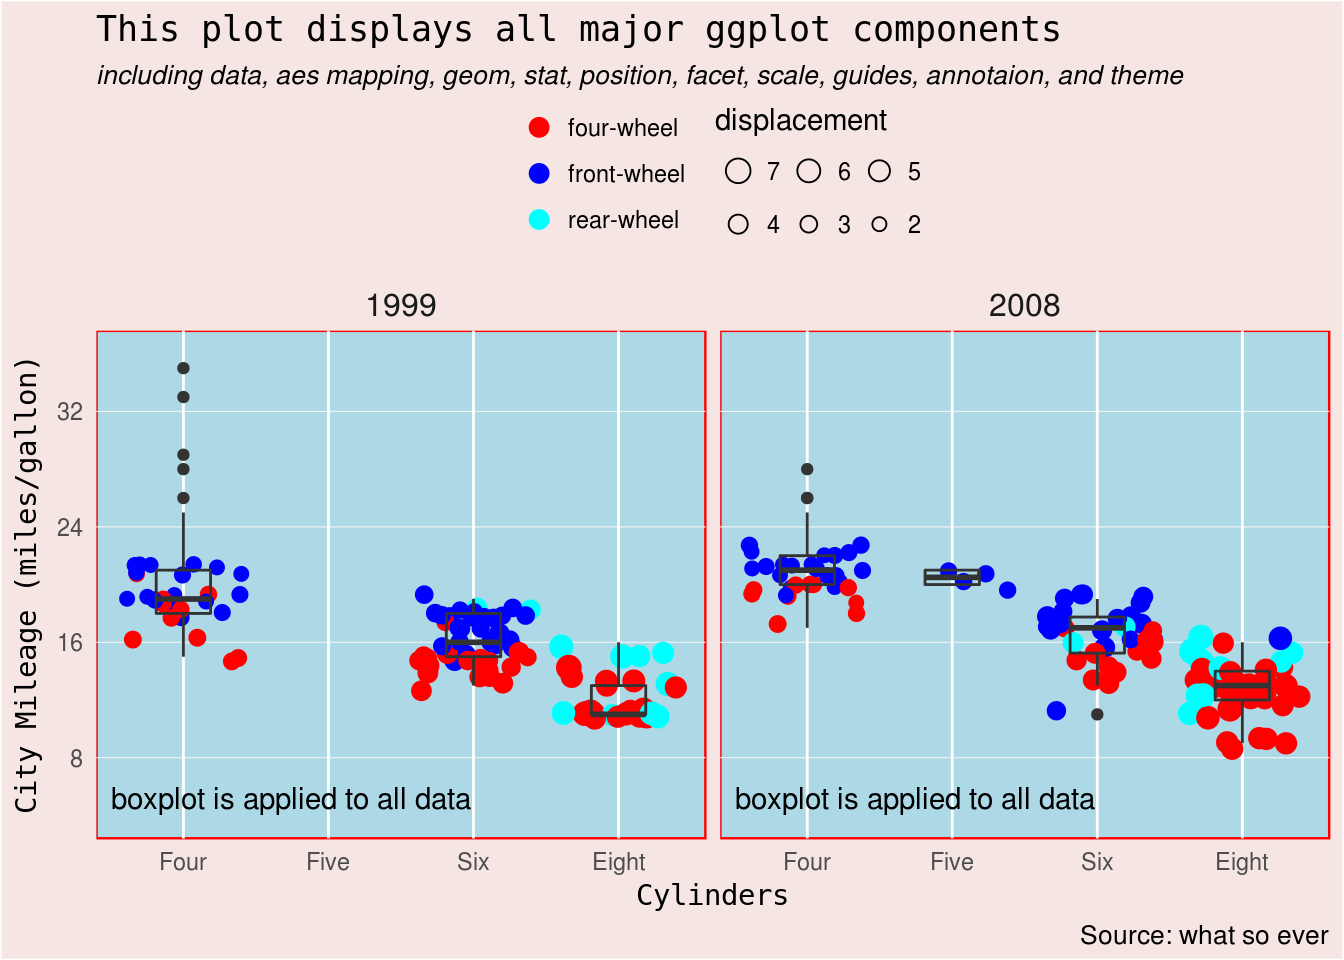 This plot displays all major ggplot components
including data, aes mapping, geom, stat, position, facet, scale, guides, annotaion, and theme
four-wheel
front-wheel
rear-wheel
displacement
7 6 5
4 3 2
1999 2008
City Mileage (miles/gallon)
32
24
16
8
boxplot is applied to all data boxplot is applied to all data
Four Five Six Eight Four Five Six Eight
Cylinders
Source: what so ever